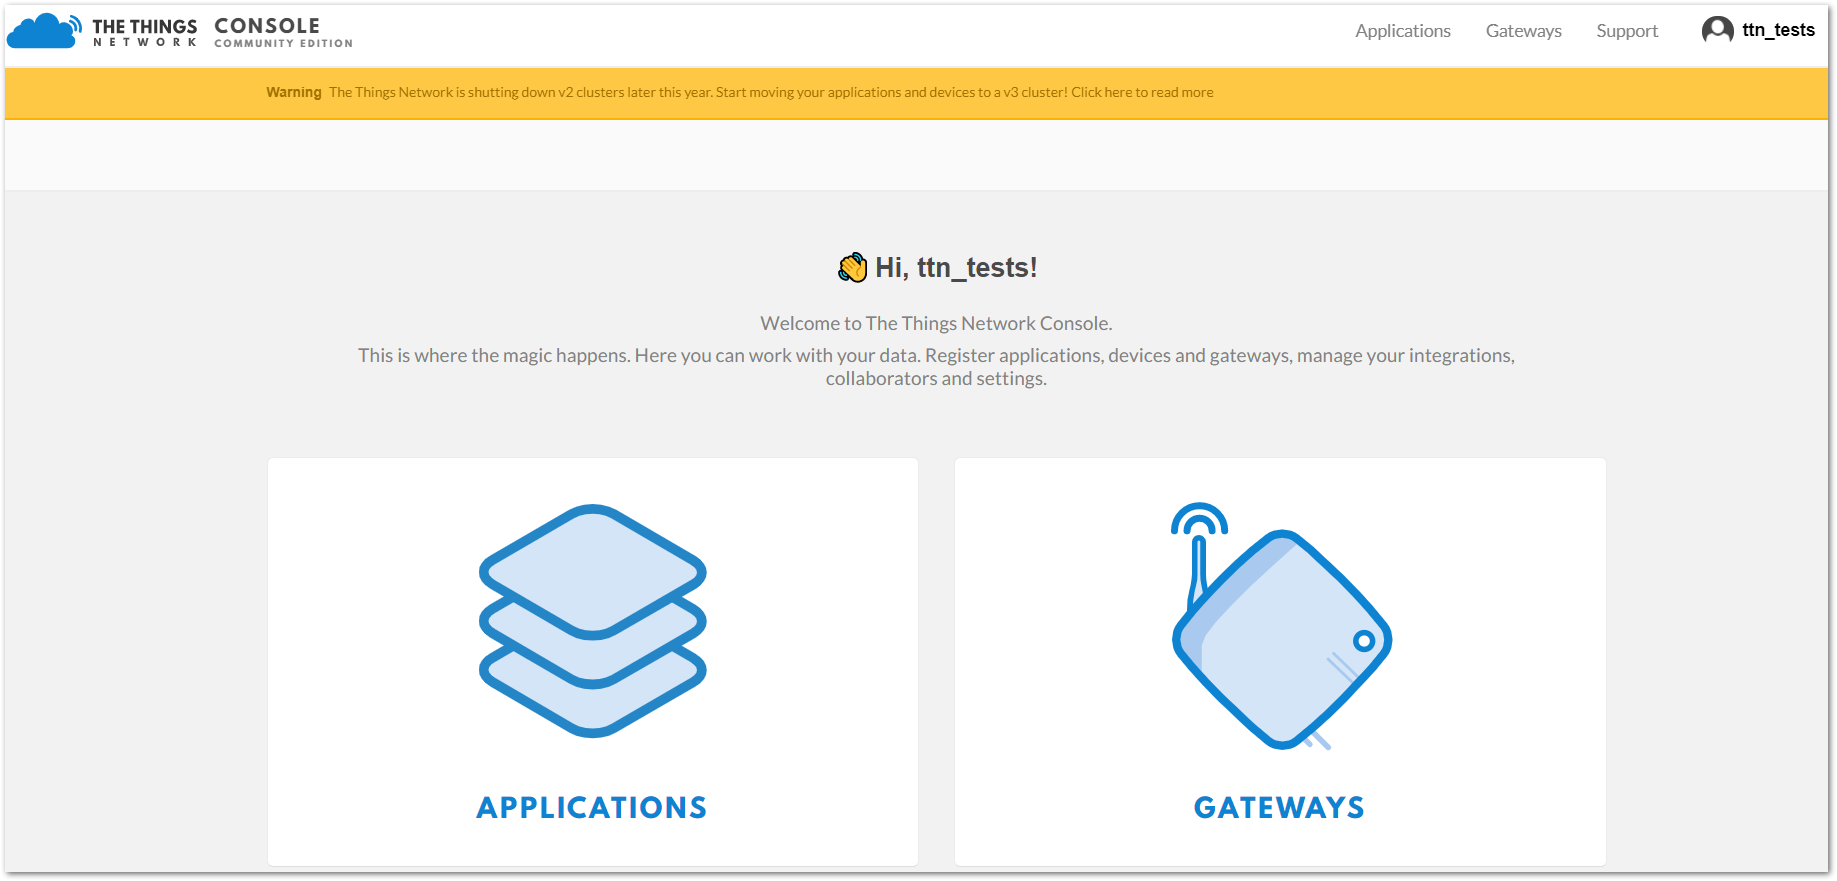 THE THINGS
NETWORK
CONSOLE
COMMUNITY EDITION
Applications
Gateways
Support
ttn_tests
Warning The Things Network is shutting down v2 clusters later this year. Start moving your applications and devices to a v3 cluster! Click here to read more
Hi, ttn_tests!
Welcome to The Things Network Console.
This is where the magic happens. Here you can work with your data. Register applications, devices and gateways, manage your integrations,
collaborators and settings.
APPLICATIONS
GATEWAYS